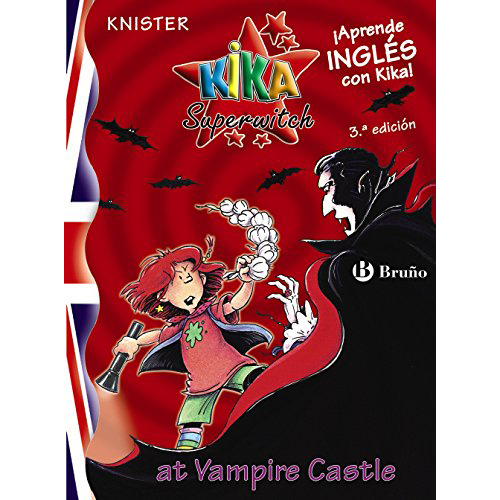 KNISTER
¡Aprende
INGLÉS
con Kika!
KIKA
Superwitch
3.ª edición
B Bruño
at Vampire Castle